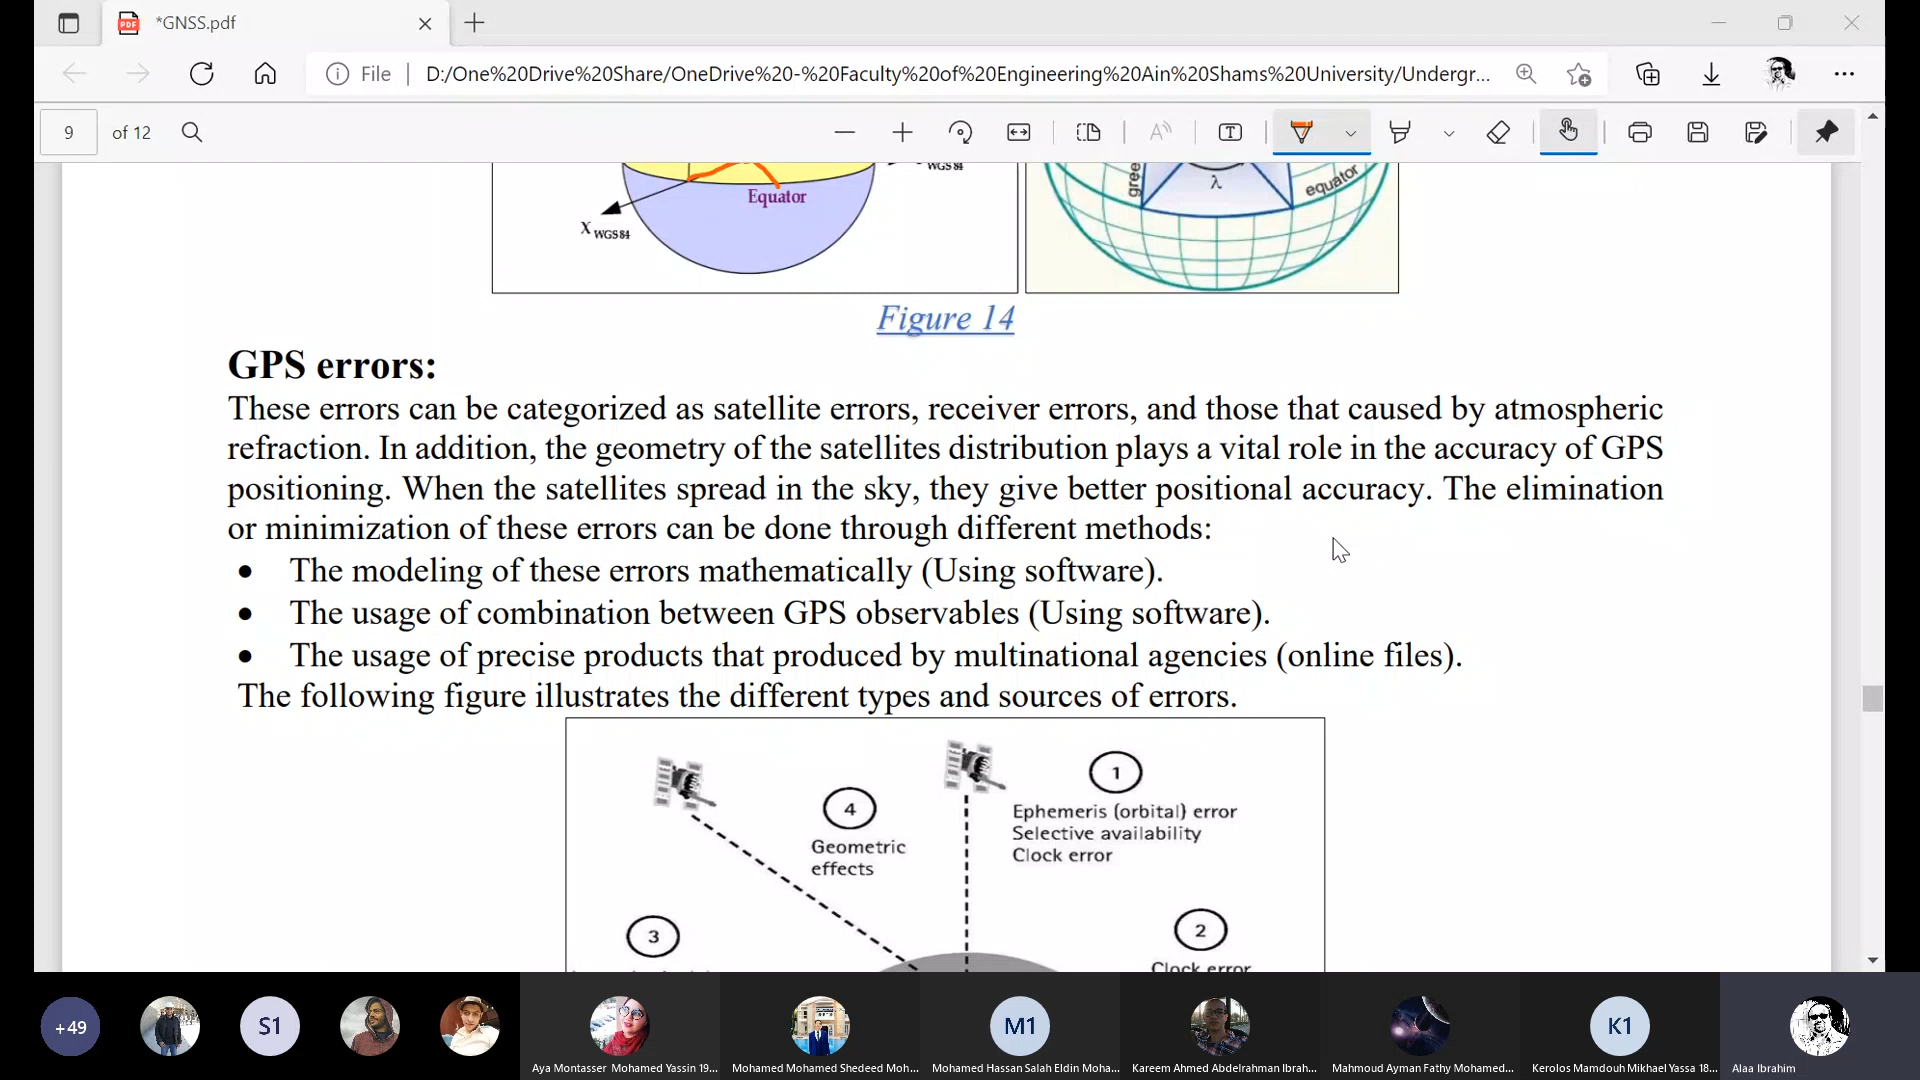 *GNSS.pdf
File
D:/One%20Drive%20Share/OneDrive%20-%20Faculty%20of%20Engineering%20Ain%20Shams%20University/Undergr...
9 of 12
WGS 84
Equator
X WGS 84
gree
λ
equator
Figure 14
GPS errors:
These errors can be categorized as satellite errors, receiver errors, and those that caused by atmospheric
refraction. In addition, the geometry of the satellites distribution plays a vital role in the accuracy of GPS
positioning. When the satellites spread in the sky, they give better positional accuracy. The elimination
or minimization of these errors can be done through different methods:
• The modeling of these errors mathematically (Using software).
• The usage of combination between GPS observables (Using software).
• The usage of precise products that produced by multinational agencies (online files).
The following figure illustrates the different types and sources of errors.
1
Ephemeris (orbital) error
Selective availability
Clock error
4
Geometric
effects
3
2
Clock error
+49
S1
M1
K1
Aya Montasser Mohamed Yassin 19...
Mohamed Mohamed Shedeed Moh...
Mohamed Hassan Salah Eldin Moha...
Kareem Ahmed Abdelrahman Ibrah...
Mahmoud Ayman Fathy Mohamed...
Kerolos Mamdouh Mikhael Yassa 18...
Alaa Ibrahim